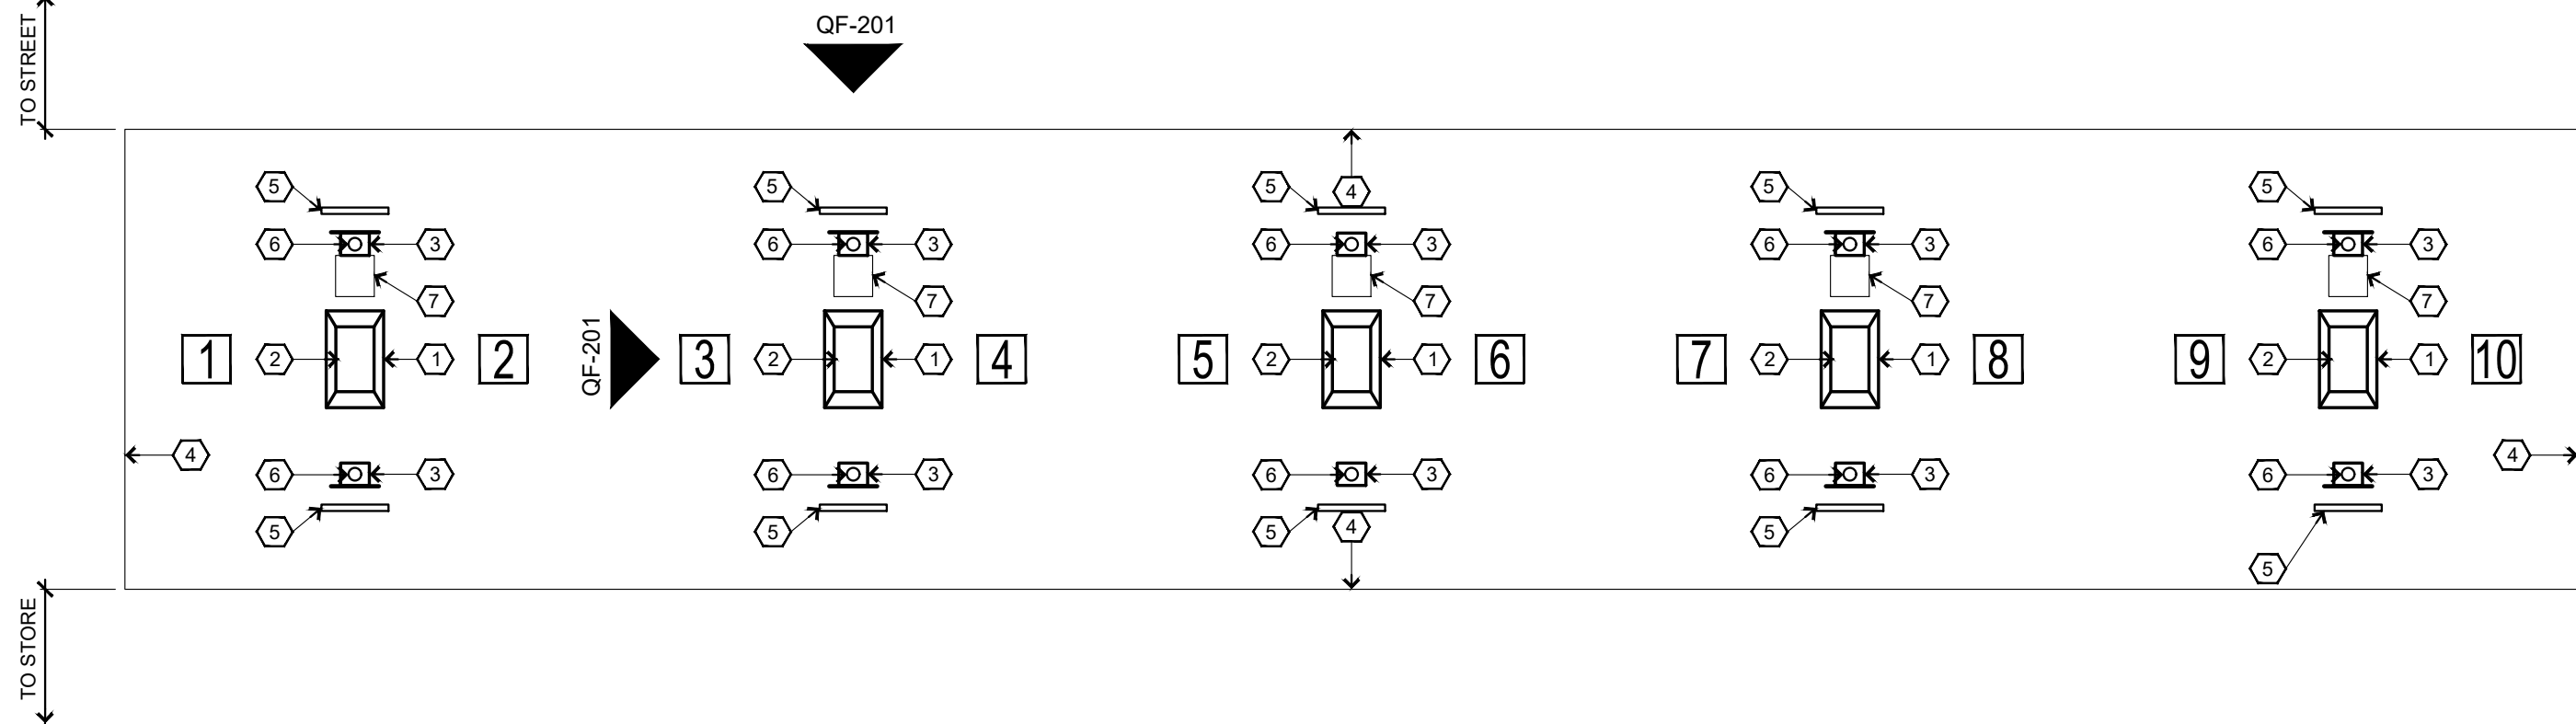 TO STREET
QF-201
5 5 5 4 5 5
6 3 6 3 6 3 6 3 6 3
7 7 7 7 7
QF-201
1 2 1 2 3 2 1 4 5 2 1 6 7 2 1 8 9 2 1 10
4 4
6 3 6 3 6 3 6 3 6 3
5 5 5 4 5
5
TO STORE